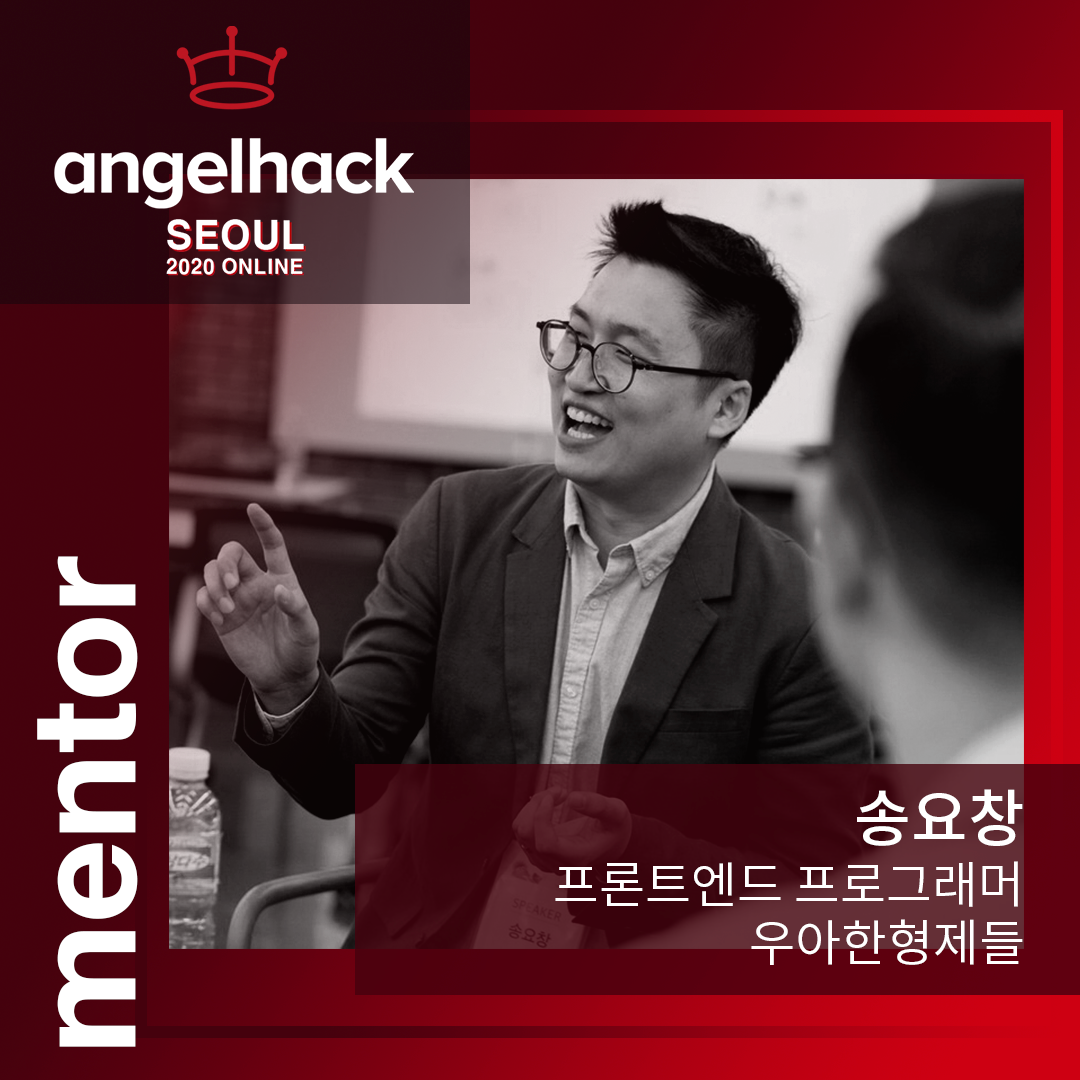 angelhack
SEOUL
2020 ONLINE
mentor
SPEAKER
송요창
송요창
프론트엔드 프로그래머
우아한형제들